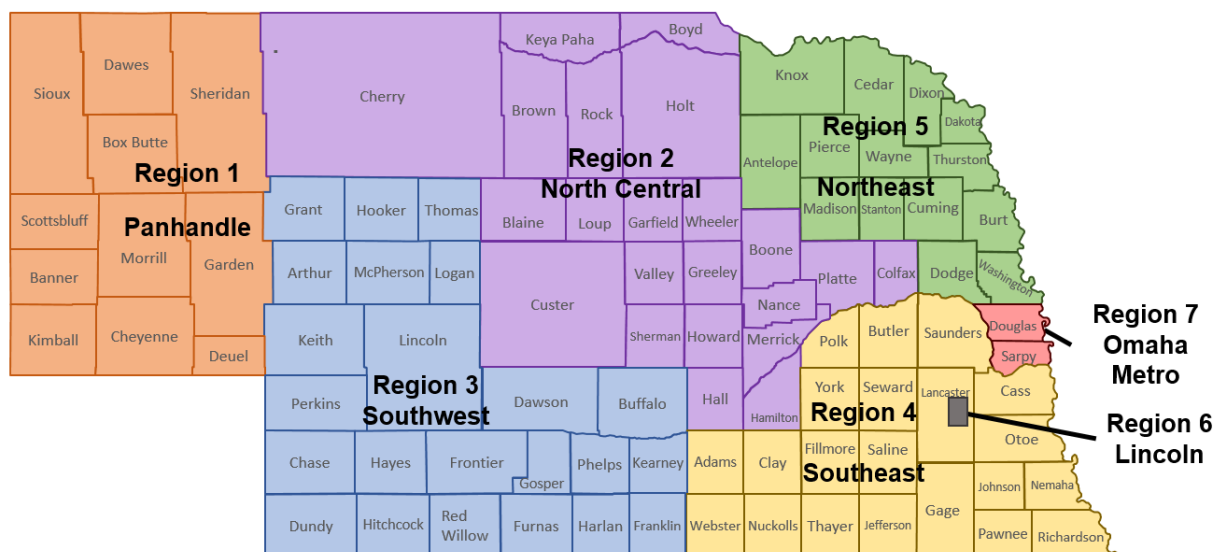 Keya Paha
Boyd
Dawes
Sioux
Sheridan
Cherry
Brown
Rock
Holt
Knox
Cedar
Dixon
Dakota
Box Butte
Region 1
Panhandle
Region 2
North Central
Region 5
Northeast
Pierce
Wayne
Thurston
Antelope
Madison
Stanton
Cuming
Burt
Scottsbluff
Morrill
Garden
Banner
Kimball
Cheyenne
Deuel
Grant
Hooker
Thomas
Blaine
Loup
Garfield
Wheeler
Boone
Arthur
McPherson
Logan
Custer
Valley
Greeley
Nance
Platte
Colfax
Dodge
Washington
Keith
Lincoln
Sherman
Howard
Merrick
Polk
Butler
Saunders
Douglas
Sarpy
Region 7
Omaha
Metro
Region 3
Southwest
Perkins
Dawson
Buffalo
Hall
Hamilton
York
Seward
Lancaster
Cass
Region 4
Southeast
Region 6
Lincoln
Otoe
Chase
Hayes
Frontier
Gosper
Phelps
Kearney
Adams
Clay
Fillmore
Saline
Johnson
Nemaha
Dundy
Hitchcock
Red
Willow
Furnas
Harlan
Franklin
Webster
Nuckolls
Thayer
Jefferson
Gage
Pawnee
Richardson